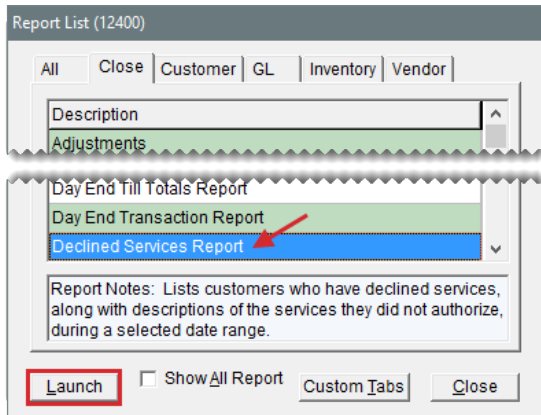 Report List (12400)
All Close Customer GL Inventory Vendor
Description
Adjustments
Day End Till Totals Report
Day End Transaction Report
Declined Services Report
Report Notes: Lists customers who have declined services,
along with descriptions of the services they did not authorize,
during a selected date range.
Launch Show All Report Custom Tabs Close